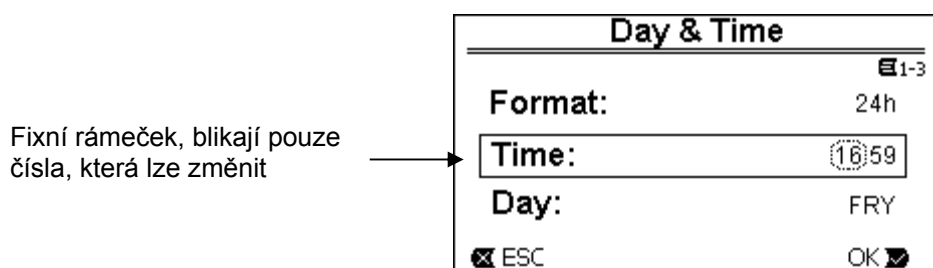 Day & Time
1-3
Format: 24h
Fixní rámeček, blikají pouze
čísla, která lze změnit
Time: 16:59
Day: FRY
ESC OK